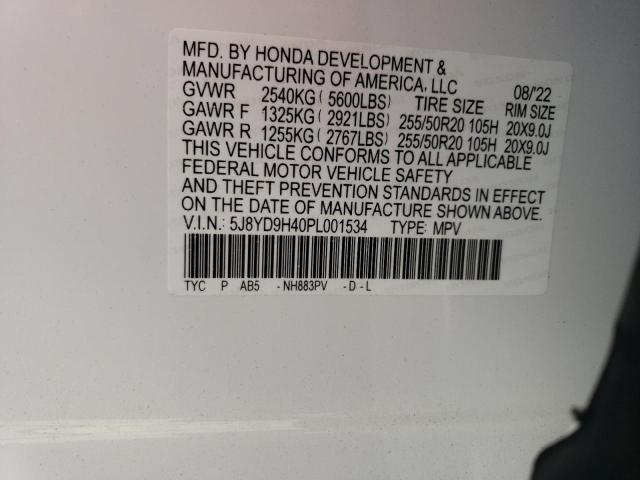 MFD. BY HONDA DEVELOPMENT &
MANUFACTURING OF AMERICA, LLC 08/'22
GVWR 2540KG ( 5600LBS) TIRE SIZE RIM SIZE
GAWR F 1325KG ( 2921LBS) 255/50R20 105H 20X9.0J
GAWR R 1255KG ( 2767LBS) 255/50R20 105H 20X9.0J
THIS VEHICLE CONFORMS TO ALL APPLICABLE
FEDERAL MOTOR VEHICLE SAFETY
AND THEFT PREVENTION STANDARDS IN EFFECT
ON THE DATE OF MANUFACTURE SHOWN ABOVE.
V.I.N.: 5J8YD9H40PL001534 TYPE: MPV
TYC P AB5 -NH883PV -D-L